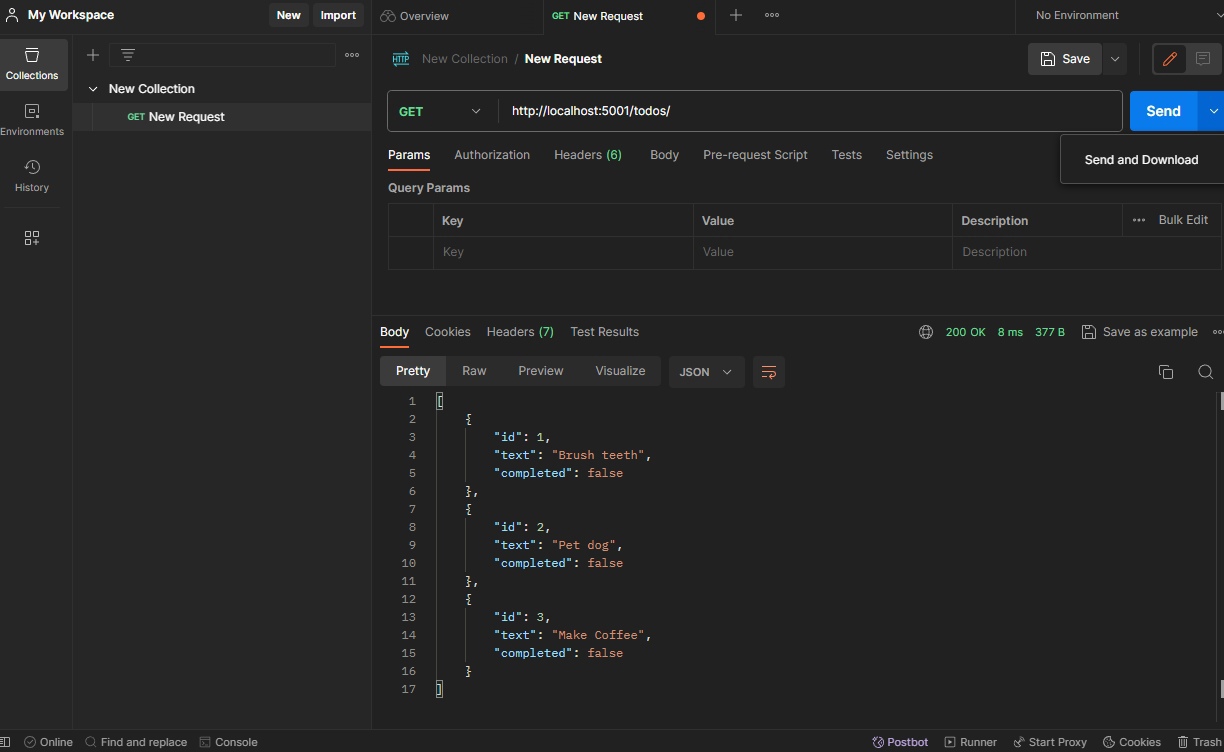 My Workspace New Import Overview GET New Request No Environment
Collections
New Collection / New Request Save
New Collection
GET New Request
Environments
GET http://localhost:5001/todos/ Send
Params Authorization Headers (6) Body Pre-request Script Tests Settings
Send and Download
History
Query Params
Key Value Description Bulk Edit
Key Value Description
Body Cookies Headers (7) Test Results 200 OK 8 ms 377 B Save as example
Pretty Raw Preview Visualize JSON
1 [
2 {
3 "id": 1,
4 "text": "Brush teeth",
5 "completed": false
6 },
7 {
8 "id": 2,
9 "text": "Pet dog",
10 "completed": false
11 },
12 {
13 "id": 3,
14 "text": "Make Coffee",
15 "completed": false
16 }
17 ]
Online Find and replace Console Postbot Runner Start Proxy Cookies Trash